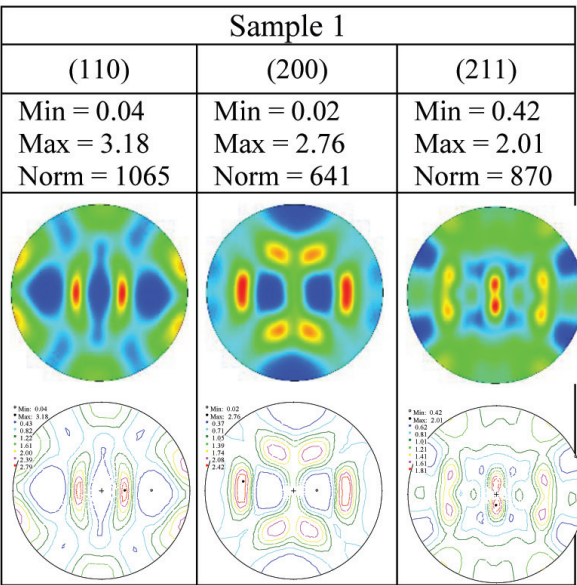 Sample 1
(110) (200) (211)
Min = 0.04 Min = 0.02 Min = 0.42
Max = 3.18 Max = 2.76 Max = 2.01
Norm = 1065 Norm = 641 Norm = 870
Min: 0.04
Max: 3.18
0.43
0.82
1.22
1.61
2.00
2.39
2.79
Min: 0.02
Max: 2.76
0.37
0.71
1.05
1.39
1.74
2.08
2.42
Min: 0.42
Max: 2.01
0.62
0.81
1.01
1.21
1.41
1.61
1.81